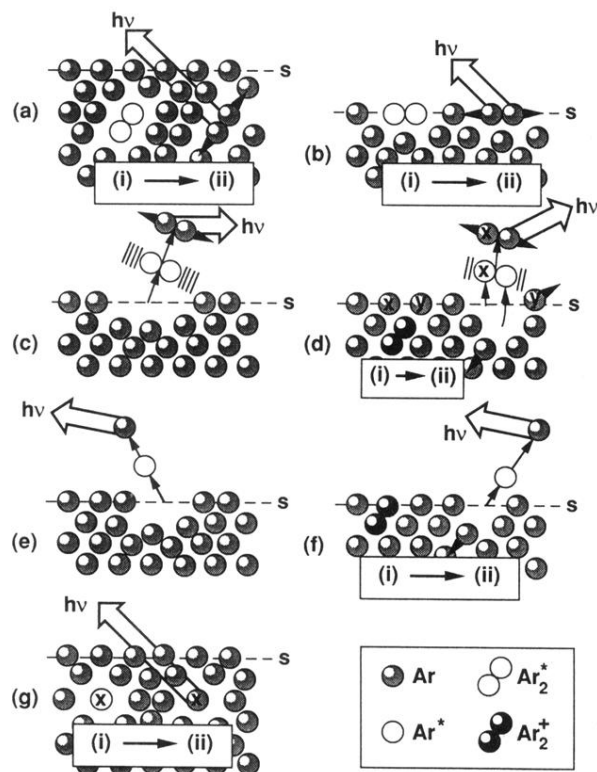 hν
hν
S
S
(a)
(b)
(i) → (ii)
(i) → (ii)
hν
hν
X
X
S
X
y
y
S
(c)
(d)
(i) → (ii)
hν
hν
S
S
(e)
(f)
(i) → (ii)
hν
S
(g)
X
X
(i) → (ii)
Ar
Ar₂*
Ar*
Ar₂⁺